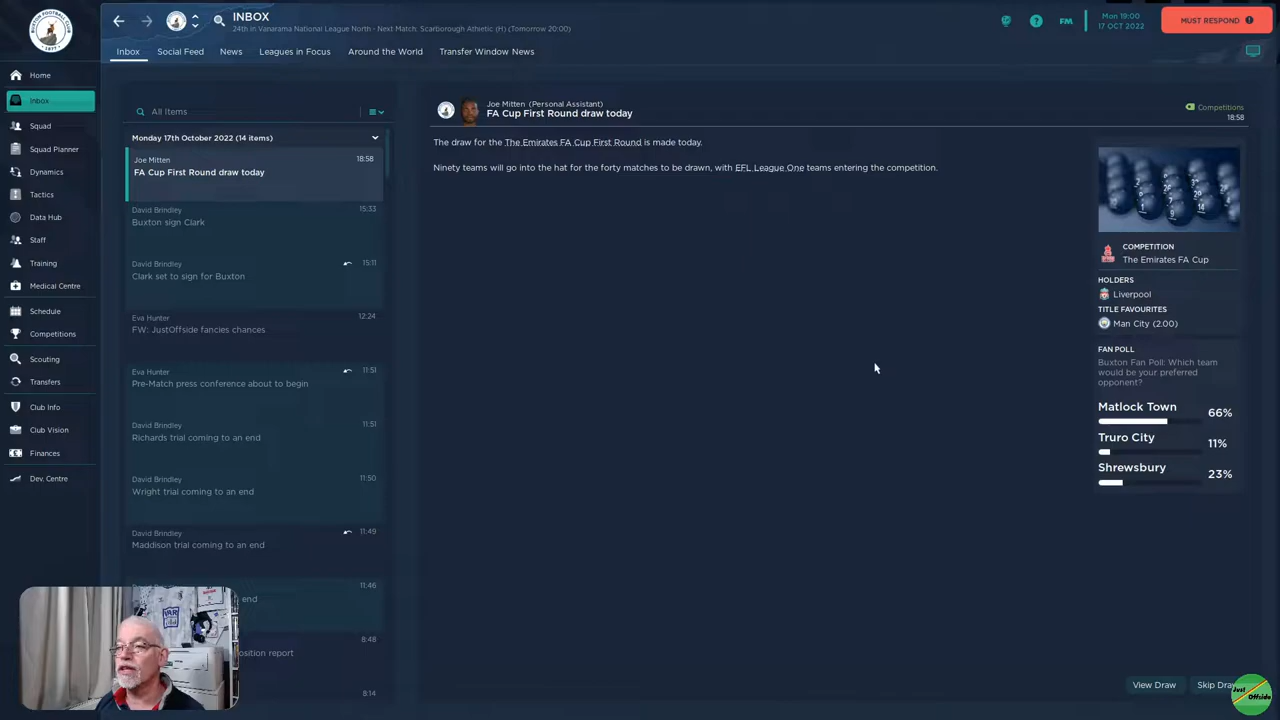 BUXTON FOOTBALL CLUB
1877
INBOX
24th in Vanarama National League North - Next Match: Scarborough Athletic (H) (Tomorrow 20:00)
FM
Mon 19:00
17 OCT 2022
MUST RESPOND
Inbox
Social Feed
News
Leagues in Focus
Around the World
Transfer Window News
Home
Inbox
Squad
Squad Planner
Dynamics
Tactics
Data Hub
Staff
Training
Medical Centre
Schedule
Competitions
Scouting
Transfers
Club Info
Club Vision
Finances
Dev. Centre
All Items
Monday 17th October 2022 (14 items)
Joe Mitten 18:58
FA Cup First Round draw today
David Brindley 15:33
Buxton sign Clark
David Brindley 15:11
Clark set to sign for Buxton
Eva Hunter 12:24
FW: JustOffside fancies chances
Eva Hunter 11:51
Pre-Match press conference about to begin
David Brindley 11:51
Richards trial coming to an end
David Brindley 11:50
Wright trial coming to an end
David Brindley 11:49
Maddison trial coming to an end
11:46
end
8:48
osition report
8:14
Joe Mitten (Personal Assistant)
FA Cup First Round draw today
Competitions
18:58
The draw for the The Emirates FA Cup First Round is made today.
Ninety teams will go into the hat for the forty matches to be drawn, with EFL League One teams entering the competition.
COMPETITION
The Emirates FA Cup
HOLDERS
Liverpool
TITLE FAVOURITES
Man City (2.00)
FAN POLL
Buxton Fan Poll: Which team
would be your preferred
opponent?
Matlock Town 66%
Truro City 11%
Shrewsbury 23%
View Draw
Skip Draw
Just
Offside
VAR